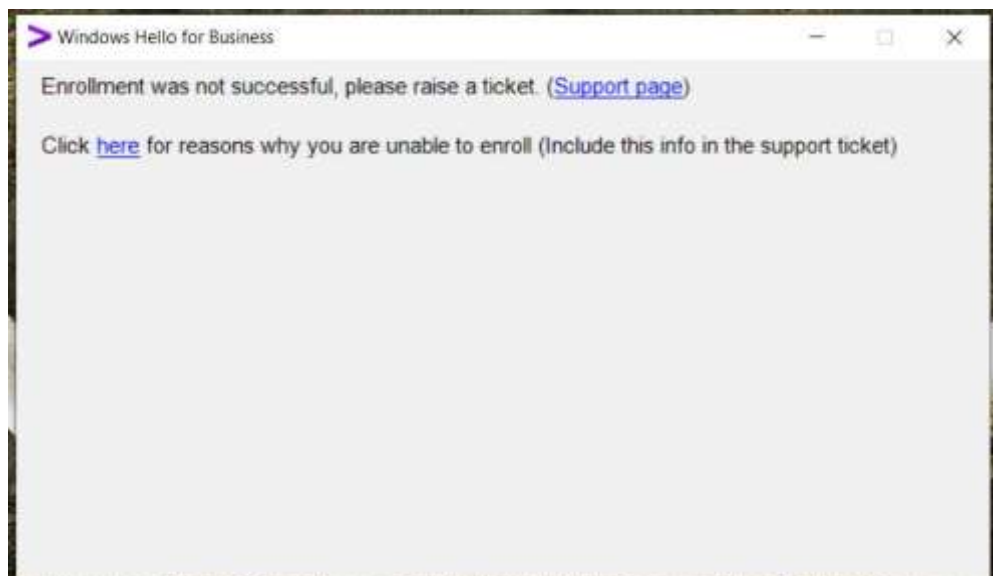 Windows Hello for Business
Enrollment was not successful, please raise a ticket. (Support page)
Click here for reasons why you are unable to enroll (Include this info in the support ticket)